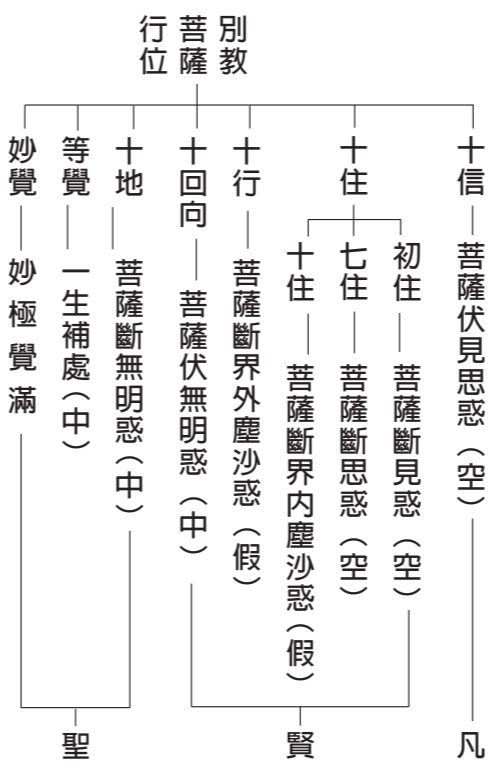 別教
菩薩
行位
十信
菩薩伏見思惑（空）
十住
初住
菩薩斷見惑（空）
七住
菩薩斷思惑（空）
十住
菩薩斷界内塵沙惑（假）
十行
菩薩斷界外塵沙惑（假）
十回向
菩薩伏無明惑（中）
十地
菩薩斷無明惑（中）
等覺
一生補處（中）
妙覺
妙極覺滿
凡
賢
聖